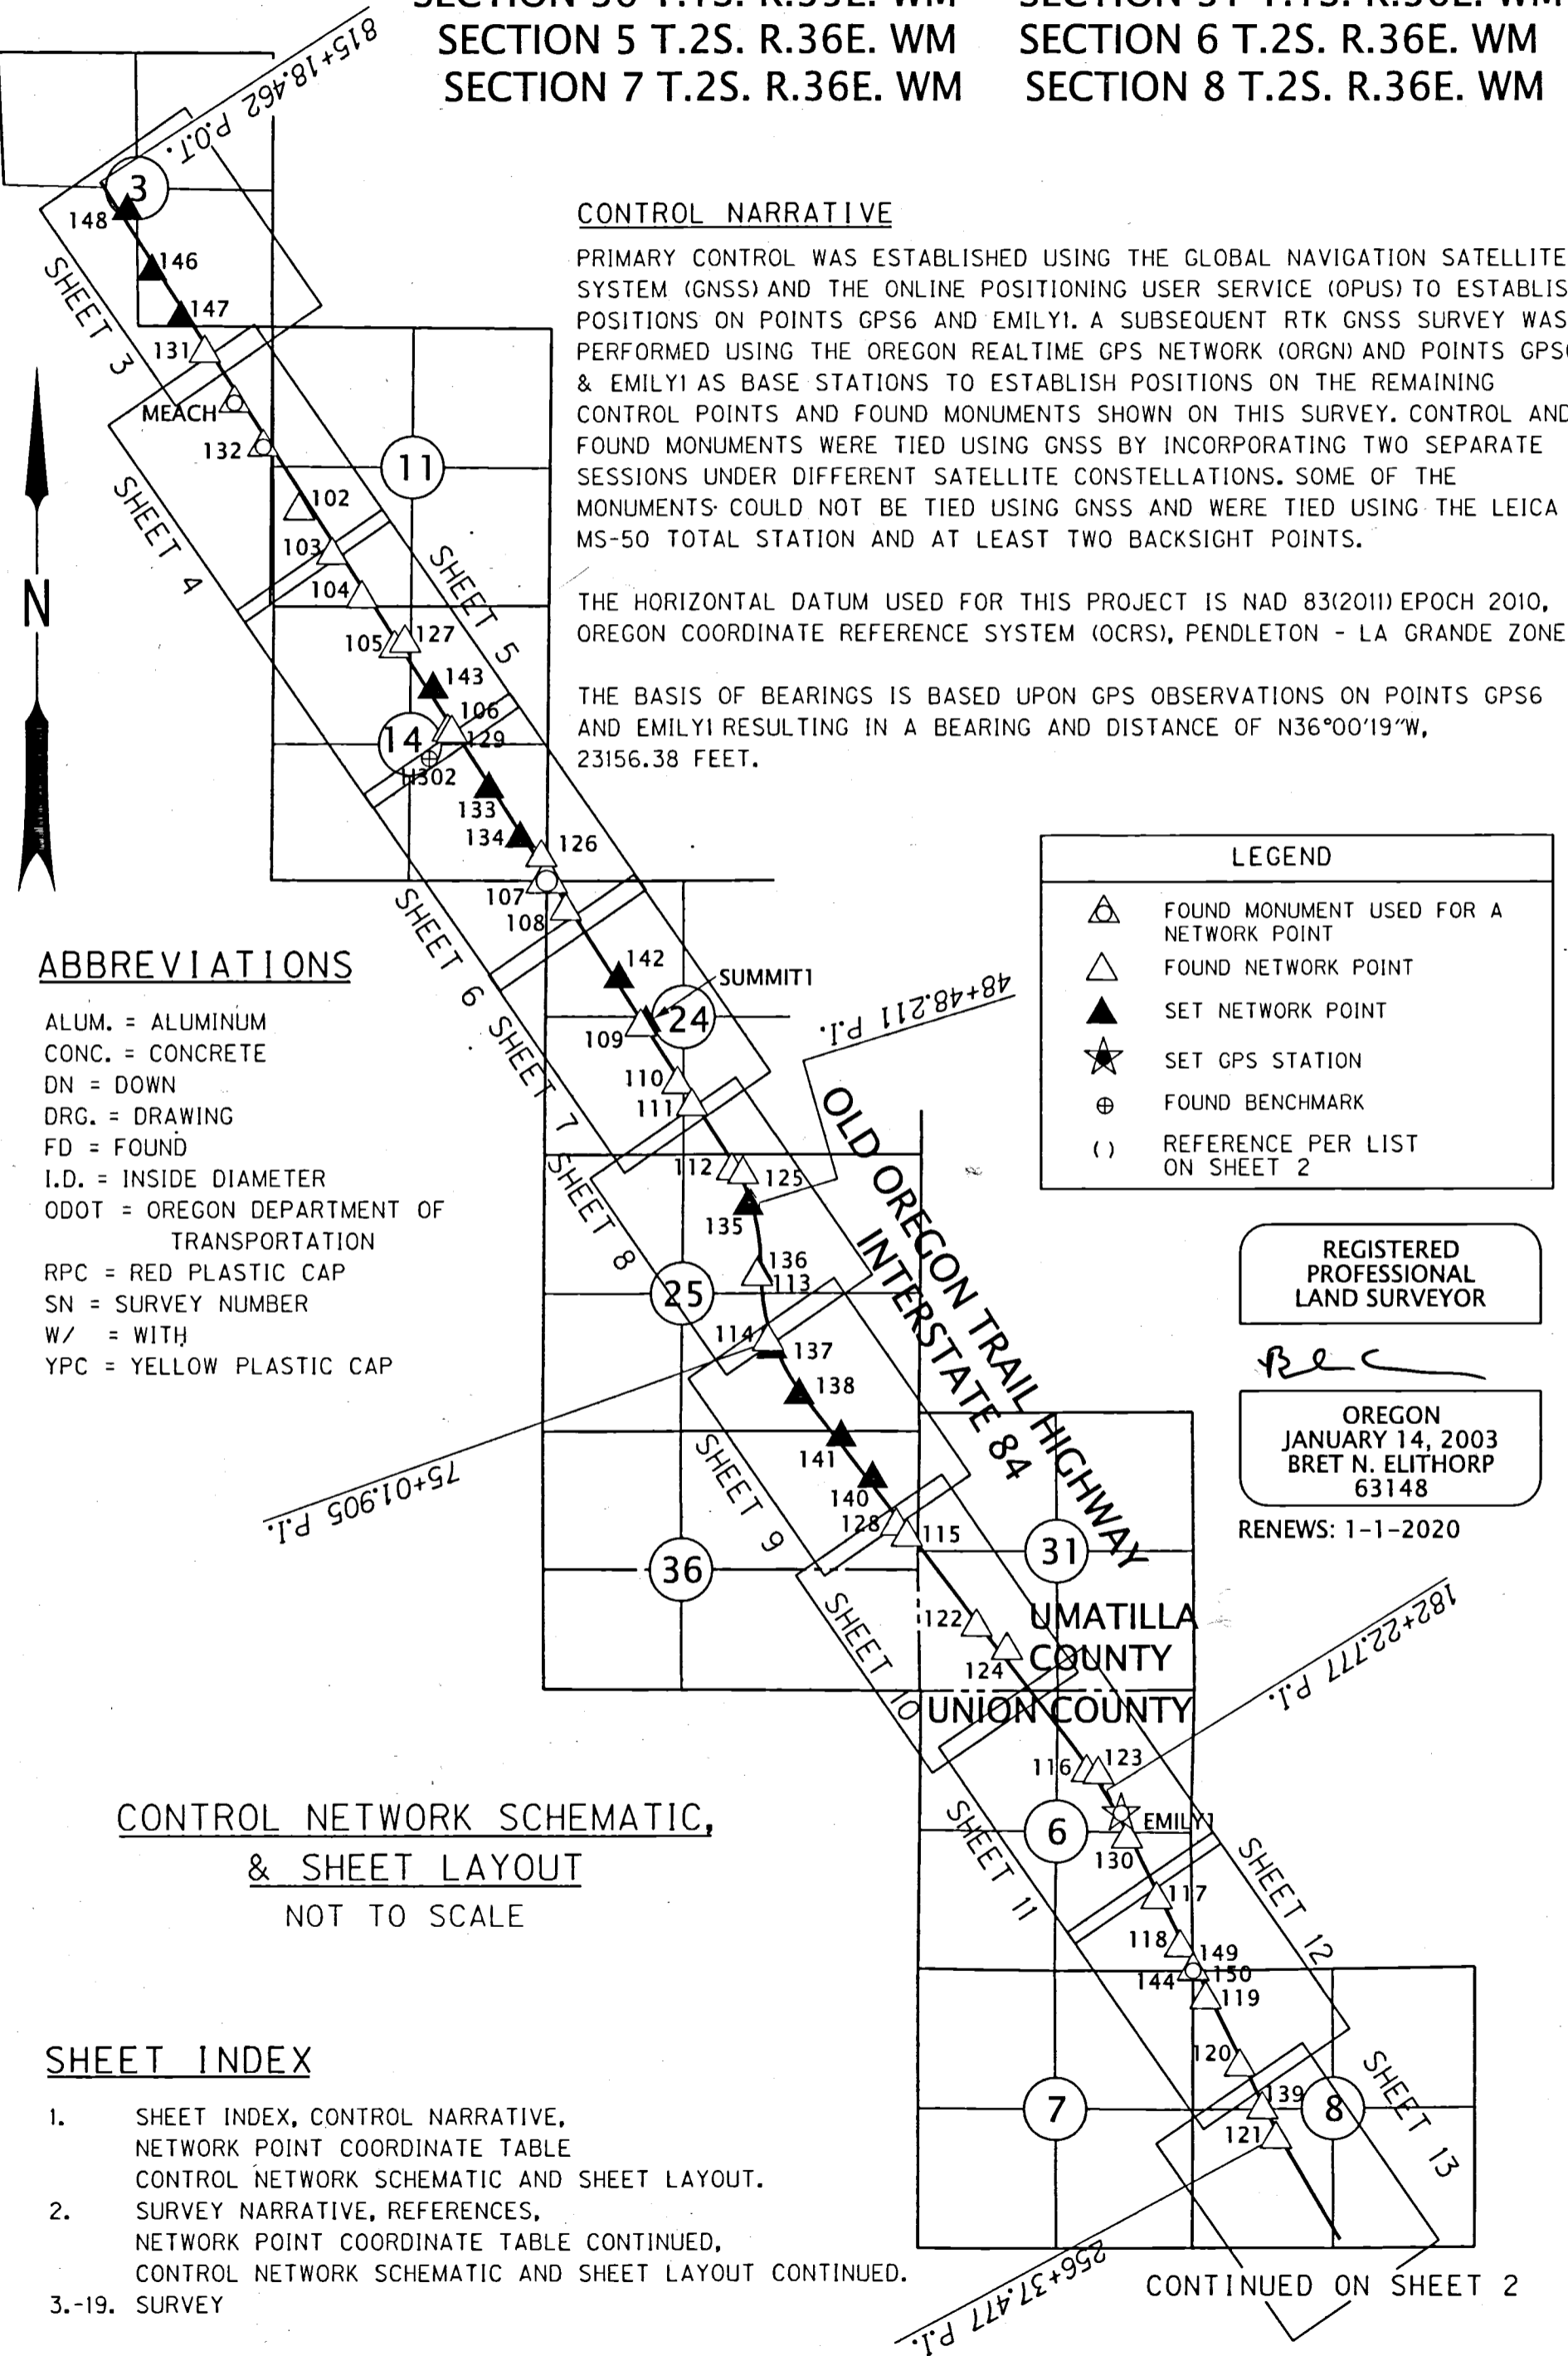 SECTION 5 T.2S. R.36E. WM
SECTION 6 T.2S. R.36E. WM
SECTION 7 T.2S. R.36E. WM
SECTION 8 T.2S. R.36E. WM
815+18.462 P.O.T.
3
148
146
147
131
SHEET 3
MEACH
132
11
102
SHEET 4
103
104
SHEET 5
105
127
143
106
14
129
H302
133
134
126
107
108
SHEET 6
142
SUMMIT1
24
109
SHEET 7
110
111
N
CONTROL NARRATIVE
PRIMARY CONTROL WAS ESTABLISHED USING THE GLOBAL NAVIGATION SATELLITE
SYSTEM (GNSS) AND THE ONLINE POSITIONING USER SERVICE (OPUS) TO ESTABLIS
POSITIONS ON POINTS GPS6 AND EMILY1. A SUBSEQUENT RTK GNSS SURVEY WAS
PERFORMED USING THE OREGON REALTIME GPS NETWORK (ORGN) AND POINTS GPS
& EMILY1 AS BASE STATIONS TO ESTABLISH POSITIONS ON THE REMAINING
CONTROL POINTS AND FOUND MONUMENTS SHOWN ON THIS SURVEY. CONTROL AND
FOUND MONUMENTS WERE TIED USING GNSS BY INCORPORATING TWO SEPARATE
SESSIONS UNDER DIFFERENT SATELLITE CONSTELLATIONS. SOME OF THE
MONUMENTS COULD NOT BE TIED USING GNSS AND WERE TIED USING THE LEICA
MS-50 TOTAL STATION AND AT LEAST TWO BACKSIGHT POINTS.
THE HORIZONTAL DATUM USED FOR THIS PROJECT IS NAD 83(2011) EPOCH 2010,
OREGON COORDINATE REFERENCE SYSTEM (OCRS), PENDLETON - LA GRANDE ZONE
THE BASIS OF BEARINGS IS BASED UPON GPS OBSERVATIONS ON POINTS GPS6
AND EMILY1 RESULTING IN A BEARING AND DISTANCE OF N36°00'19"W,
23156.38 FEET.
LEGEND
FOUND MONUMENT USED FOR A
NETWORK POINT
FOUND NETWORK POINT
SET NETWORK POINT
SET GPS STATION
FOUND BENCHMARK
( ) REFERENCE PER LIST
ON SHEET 2
ABBREVIATIONS
ALUM. = ALUMINUM
CONC. = CONCRETE
DN = DOWN
DRG. = DRAWING
FD = FOUND
I.D. = INSIDE DIAMETER
ODOT = OREGON DEPARTMENT OF
TRANSPORTATION
RPC = RED PLASTIC CAP
SN = SURVEY NUMBER
W/ = WITH
YPC = YELLOW PLASTIC CAP
48+48.211 P.I.
OLD OREGON TRAIL HIGHWAY
INTERSTATE 84
112
125
SHEET 8
135
136
113
25
114
137
138
75+01.905 P.I.
141
SHEET 9
140
128
115
36
31
REGISTERED
PROFESSIONAL
LAND SURVEYOR
OREGON
JANUARY 14, 2003
BRET N. ELITHORP
63148
RENEWS: 1-1-2020
SHEET 10
122
124
UMATILLA
COUNTY
UNION COUNTY
182+22.777 P.I.
116
123
EMILY1
6
130
SHEET 11
117
SHEET 12
118
149
144
150
119
120
7
139
8
121
SHEET 13
256+37.477 P.I.
CONTINUED ON SHEET 2
CONTROL NETWORK SCHEMATIC,
& SHEET LAYOUT
NOT TO SCALE
SHEET INDEX
1. SHEET INDEX, CONTROL NARRATIVE,
NETWORK POINT COORDINATE TABLE
CONTROL NETWORK SCHEMATIC AND SHEET LAYOUT.
2. SURVEY NARRATIVE, REFERENCES,
NETWORK POINT COORDINATE TABLE CONTINUED,
CONTROL NETWORK SCHEMATIC AND SHEET LAYOUT CONTINUED.
3.-19. SURVEY